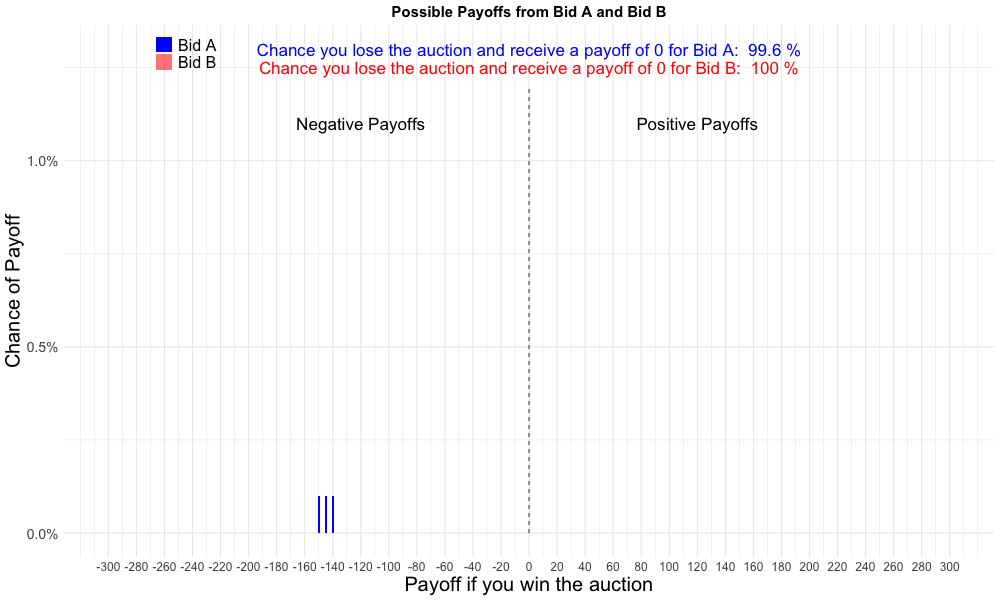 Possible Payoffs from Bid A and Bid B
Bid A
Bid B
Chance you lose the auction and receive a payoff of 0 for Bid A:  99.6 %
Chance you lose the auction and receive a payoff of 0 for Bid B:  100 %
Negative Payoffs
Positive Payoffs
Chance of Payoff
1.0%
0.5%
0.0%
-300 -280 -260 -240 -220 -200 -180 -160 -140 -120 -100 -80 -60 -40 -20 0 20 40 60 80 100 120 140 160 180 200 220 240 260 280 300
Payoff if you win the auction